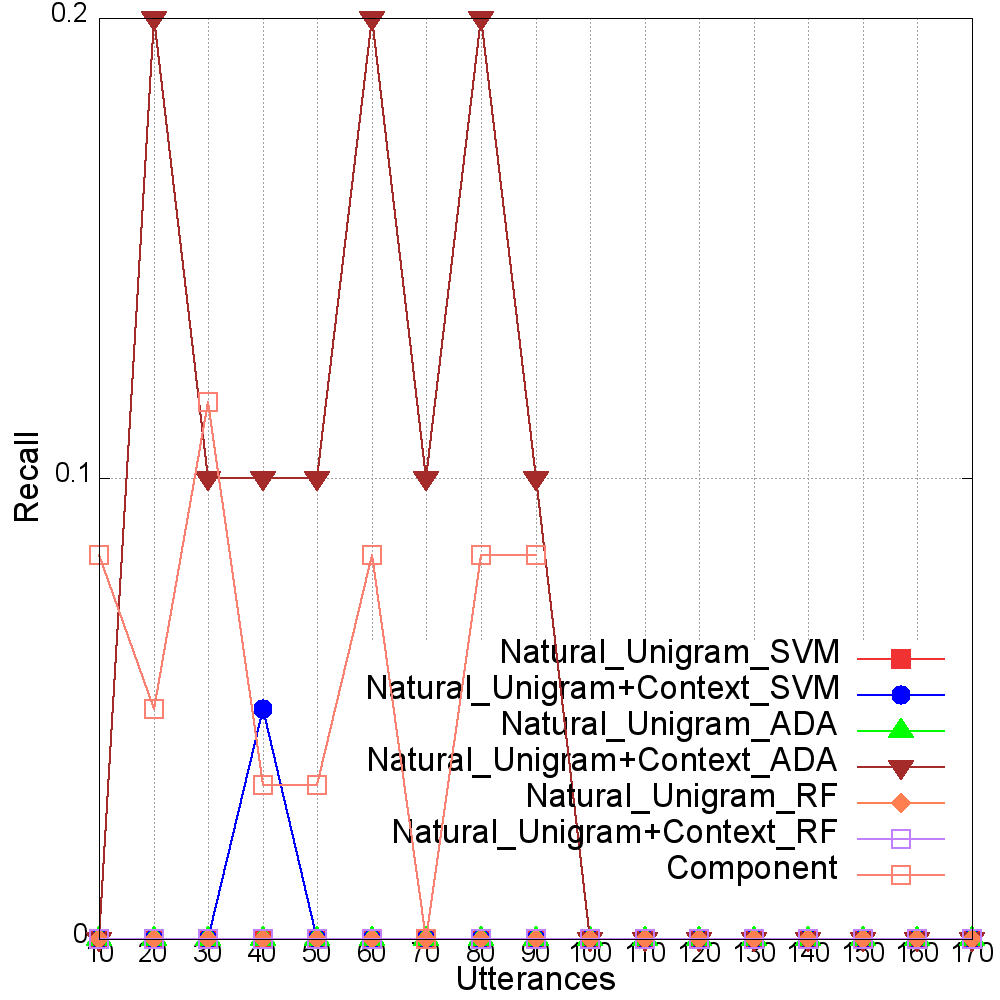 0.2
0.1
0
Recall
Natural_Unigram_SVM
Natural_Unigram+Context_SVM
Natural_Unigram_ADA
Natural_Unigram+Context_ADA
Natural_Unigram_RF
Natural_Unigram+Context_RF
Component
10 20 30 40 50 60 70 80 90 100 110 120 130 140 150 160 170
Utterances